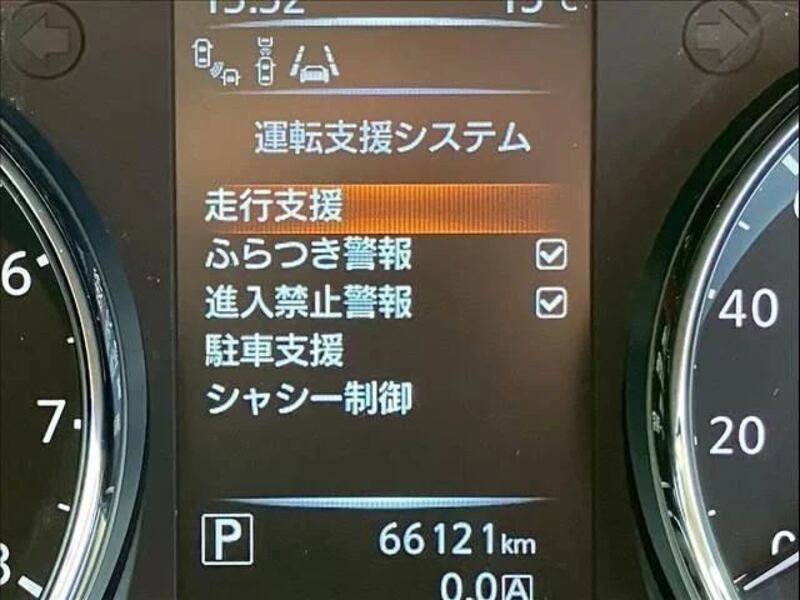 運転支援システム
走行支援
ふらつき警報
進入禁止警報
駐車支援
シャシー制御
6
7
8
40
20
0
P
66121km
0.0 A